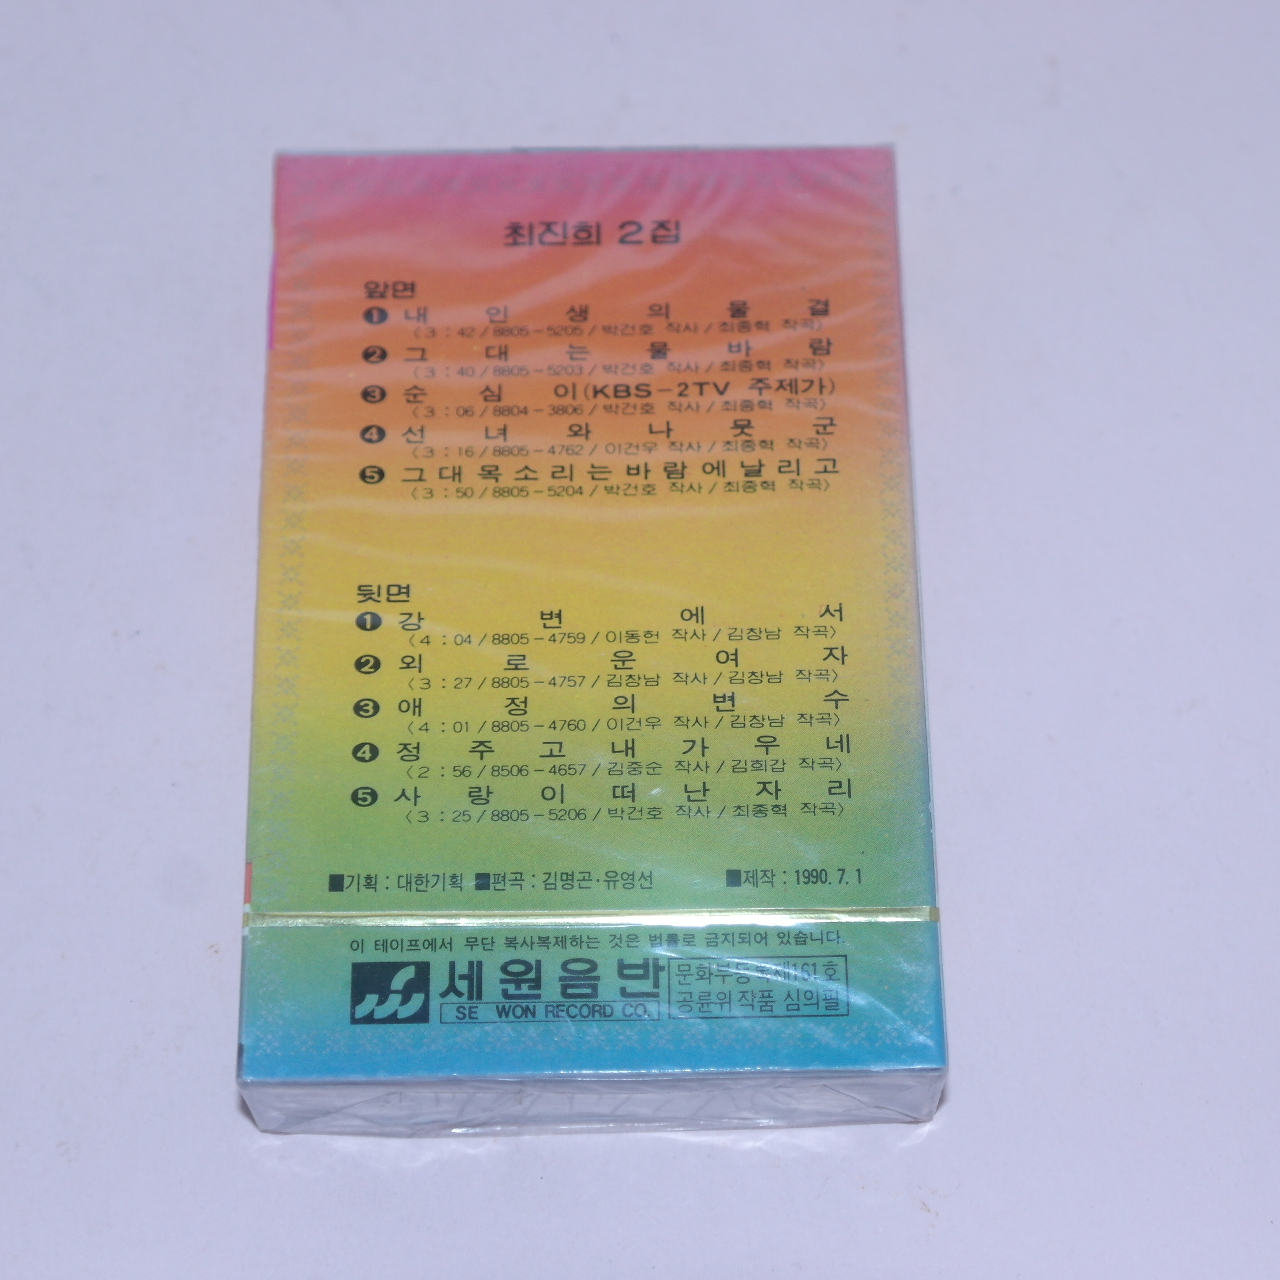 최진희 2집
앞면
❶ 내 인 생 의 물 결
〈3 : 42 / 8805-5205 / 박건호 작사 / 최종혁 작곡〉
❷ 그 대 는 물 바 람
〈3 : 40 / 8805-5203 / 박건호 작사 / 최종혁 작곡〉
❸ 순 심 이(KBS-2TV 주제가)
〈3 : 06 / 8804-3806 / 박건호 작사 / 최종혁 작곡〉
❹ 선 녀 와 나 뭇 군
〈3 : 16 / 8805-4762 / 이건우 작사 / 최종혁 작곡〉
❺ 그 대 목 소 리 는 바 람 에 날 리 고
〈3 : 50 / 8805-5204 / 박건호 작사 / 최종혁 작곡〉
뒷면
❶ 강 변 에 서
〈4 : 04 / 8805-4759 / 이동헌 작사 / 김창남 작곡〉
❷ 외 로 운 여 자
〈3 : 27 / 8805-4757 / 김창남 작사 / 김창남 작곡〉
❸ 애 정 의 변 수
〈4 : 01 / 8805-4760 / 이건우 작사 / 김창남 작곡〉
❹ 정 주 고 내 가 우 네
〈2 : 56 / 8506-4657 / 김중순 작사 / 김희갑 작곡〉
❺ 사 랑 이 떠 난 자 리
〈3 : 25 / 8805-5206 / 박건호 작사 / 최종혁 작곡〉
■기획 : 대한기획 ■편곡 : 김명곤·유영선 ■제작 : 1990. 7. 1
이 테이프에서 무단 복사복제하는 것은 법률로 금지되어 있습니다.
세원음반
SE WON RECORD CO.
문화부등록제161호
공륜위 작품 심의필